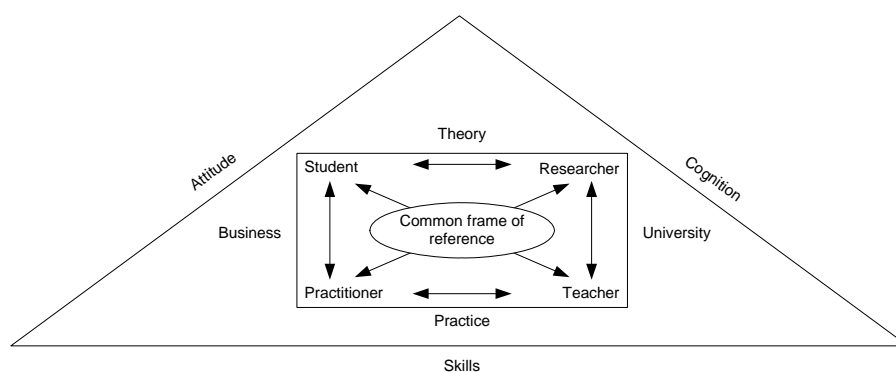 Theory
Attitude
Cognition
Student
Researcher
Business
Common frame of
reference
University
Practitioner
Teacher
Practice
Skills